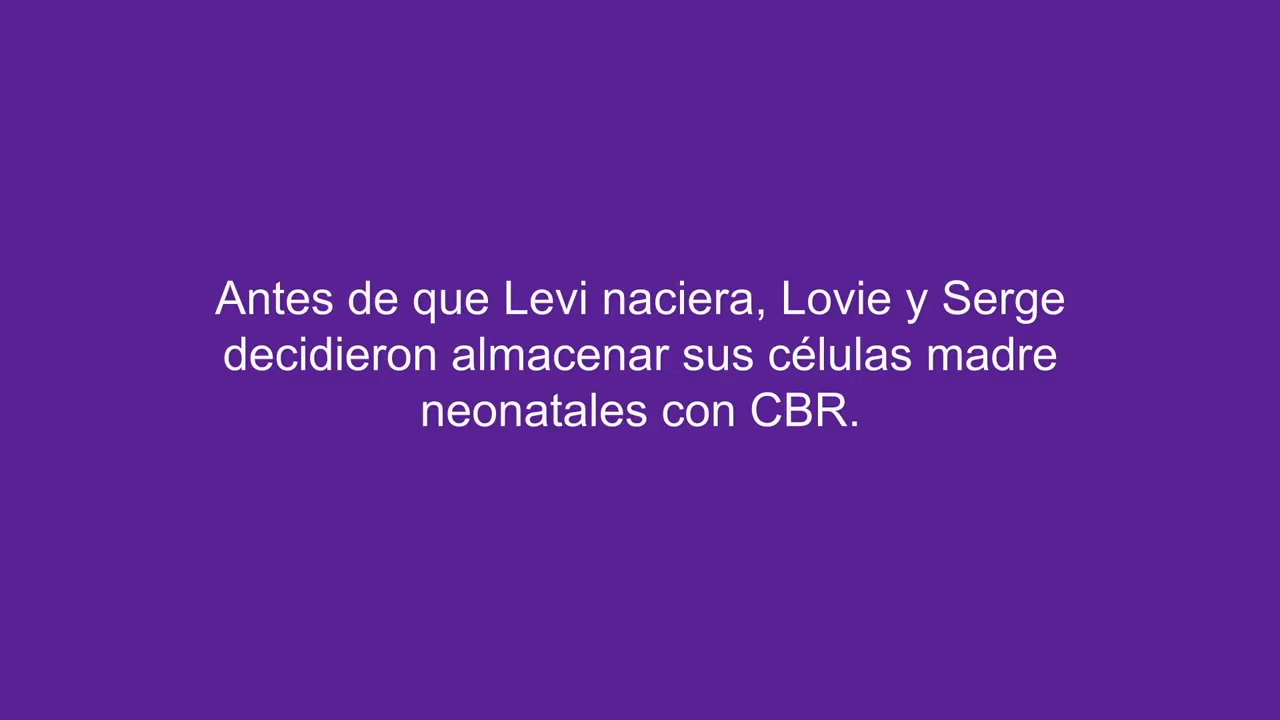 Antes de que Levi naciera, Lovie y Serge
decidieron almacenar sus células madre
neonatales con CBR.